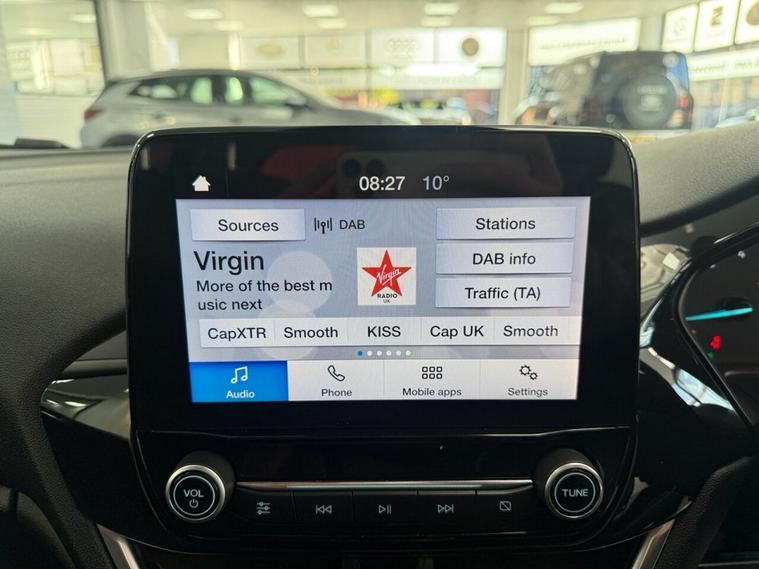 08:27 10°
Sources
DAB
Stations
Virgin
DAB info
More of the best m
usic next
Virgin
RADIO
UK
Traffic (TA)
CapXTR Smooth KISS Cap UK Smooth
Audio Phone Mobile apps Settings
VOL
TUNE